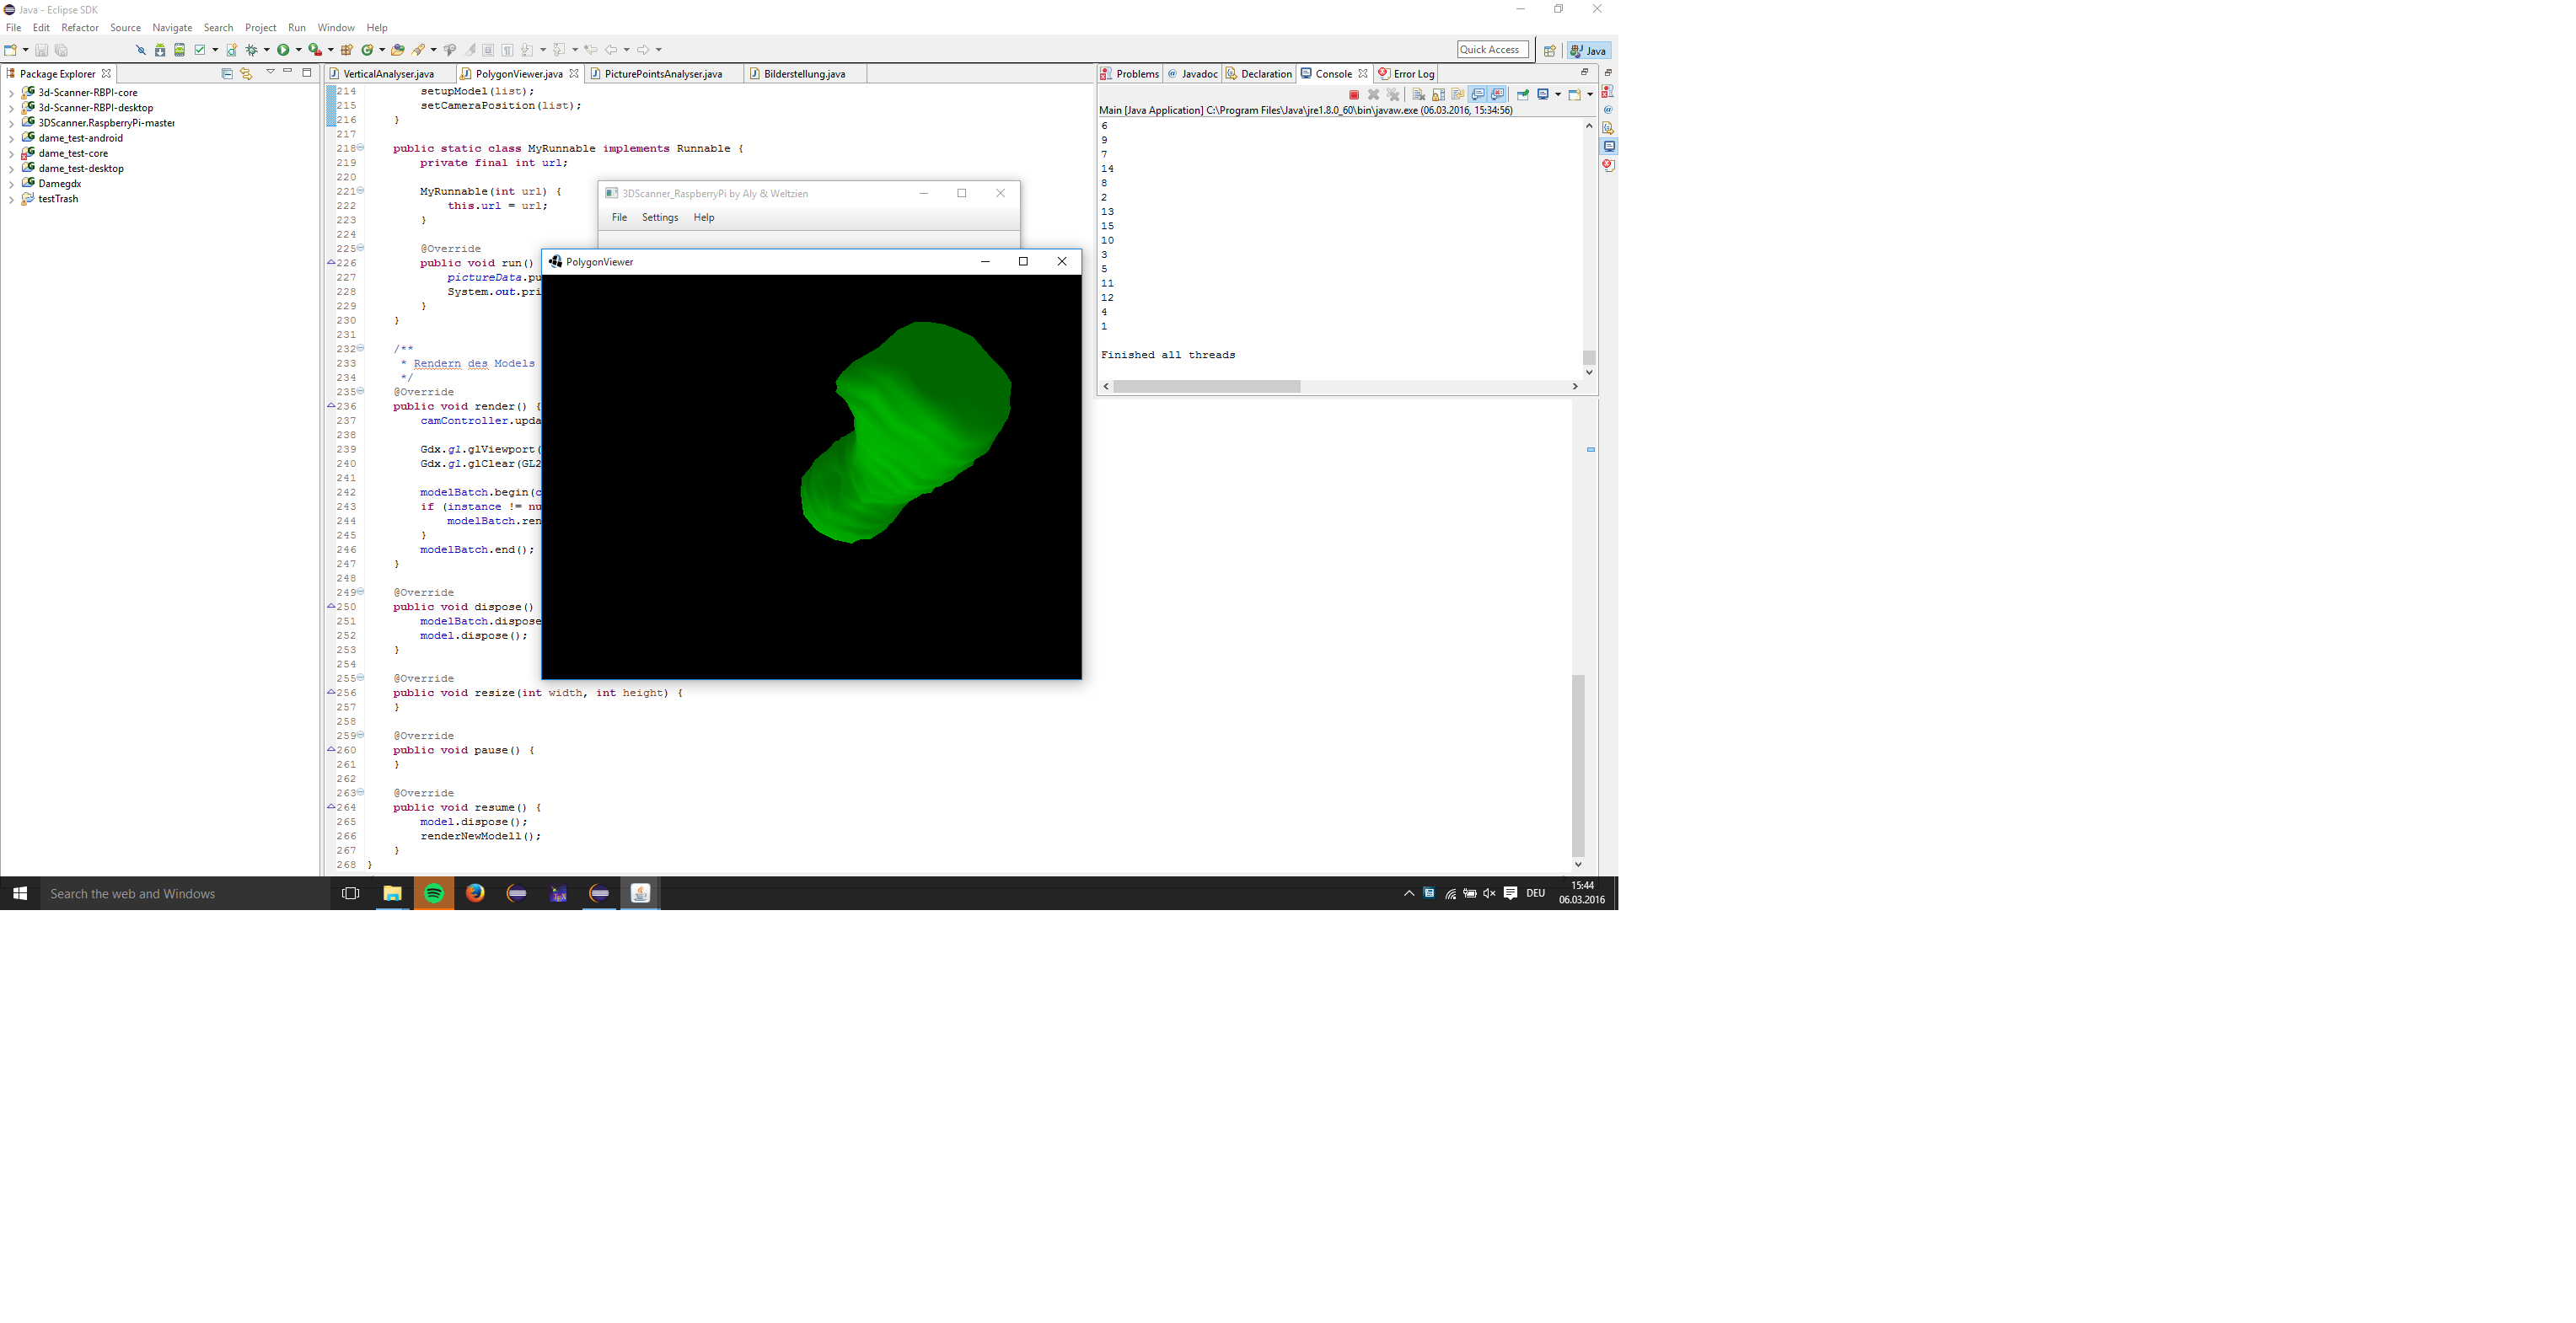 Java - Eclipse SDK
File Edit Refactor Source Navigate Search Project Run Window Help
Quick Access
Java
Package Explorer
3d-Scanner-RBPI-core
3d-Scanner-RBPI-desktop
3DScanner.RaspberryPi-master
dame_test-android
dame_test-core
dame_test-desktop
Damegdx
testTrash
VerticalAnalyser.java PolygonViewer.java PicturePointsAnalyser.java Bilderstellung.java
214 setupModel(list);
215 setCameraPosition(list);
216 }
217
218 public static class MyRunnable implements Runnable {
219 private final int url;
220
221 MyRunnable(int url) {
222 this.url = url;
223 }
224
225 @Override
226 public void run()
227 pictureData.pu
228 System.out.pri
229 }
230 }
231
232 /**
233 * Rendern des Models
234 */
235 @Override
236 public void render() {
237 camController.upda
238
239 Gdx.gl.glViewport(
240 Gdx.gl.glClear(GL2
241
242 modelBatch.begin(c
243 if (instance != nu
244 modelBatch.ren
245 }
246 modelBatch.end();
247 }
248
249 @Override
250 public void dispose()
251 modelBatch.dispose
252 model.dispose();
253 }
254
255 @Override
256 public void resize(int width, int height) {
257 }
258
259 @Override
260 public void pause() {
261 }
262
263 @Override
264 public void resume() {
265 model.dispose();
266 renderNewModell();
267 }
268 }
3DScanner_RaspberryPi by Aly & Weltzien
File Settings Help
PolygonViewer
Problems Javadoc Declaration Console Error Log
Main [Java Application] C:\Program Files\Java\jre1.8.0_60\bin\javaw.exe (06.03.2016, 15:34:56)
6
9
7
14
8
2
13
15
10
3
5
11
12
4
1
Finished all threads
Search the web and Windows
DEU
15:44
06.03.2016